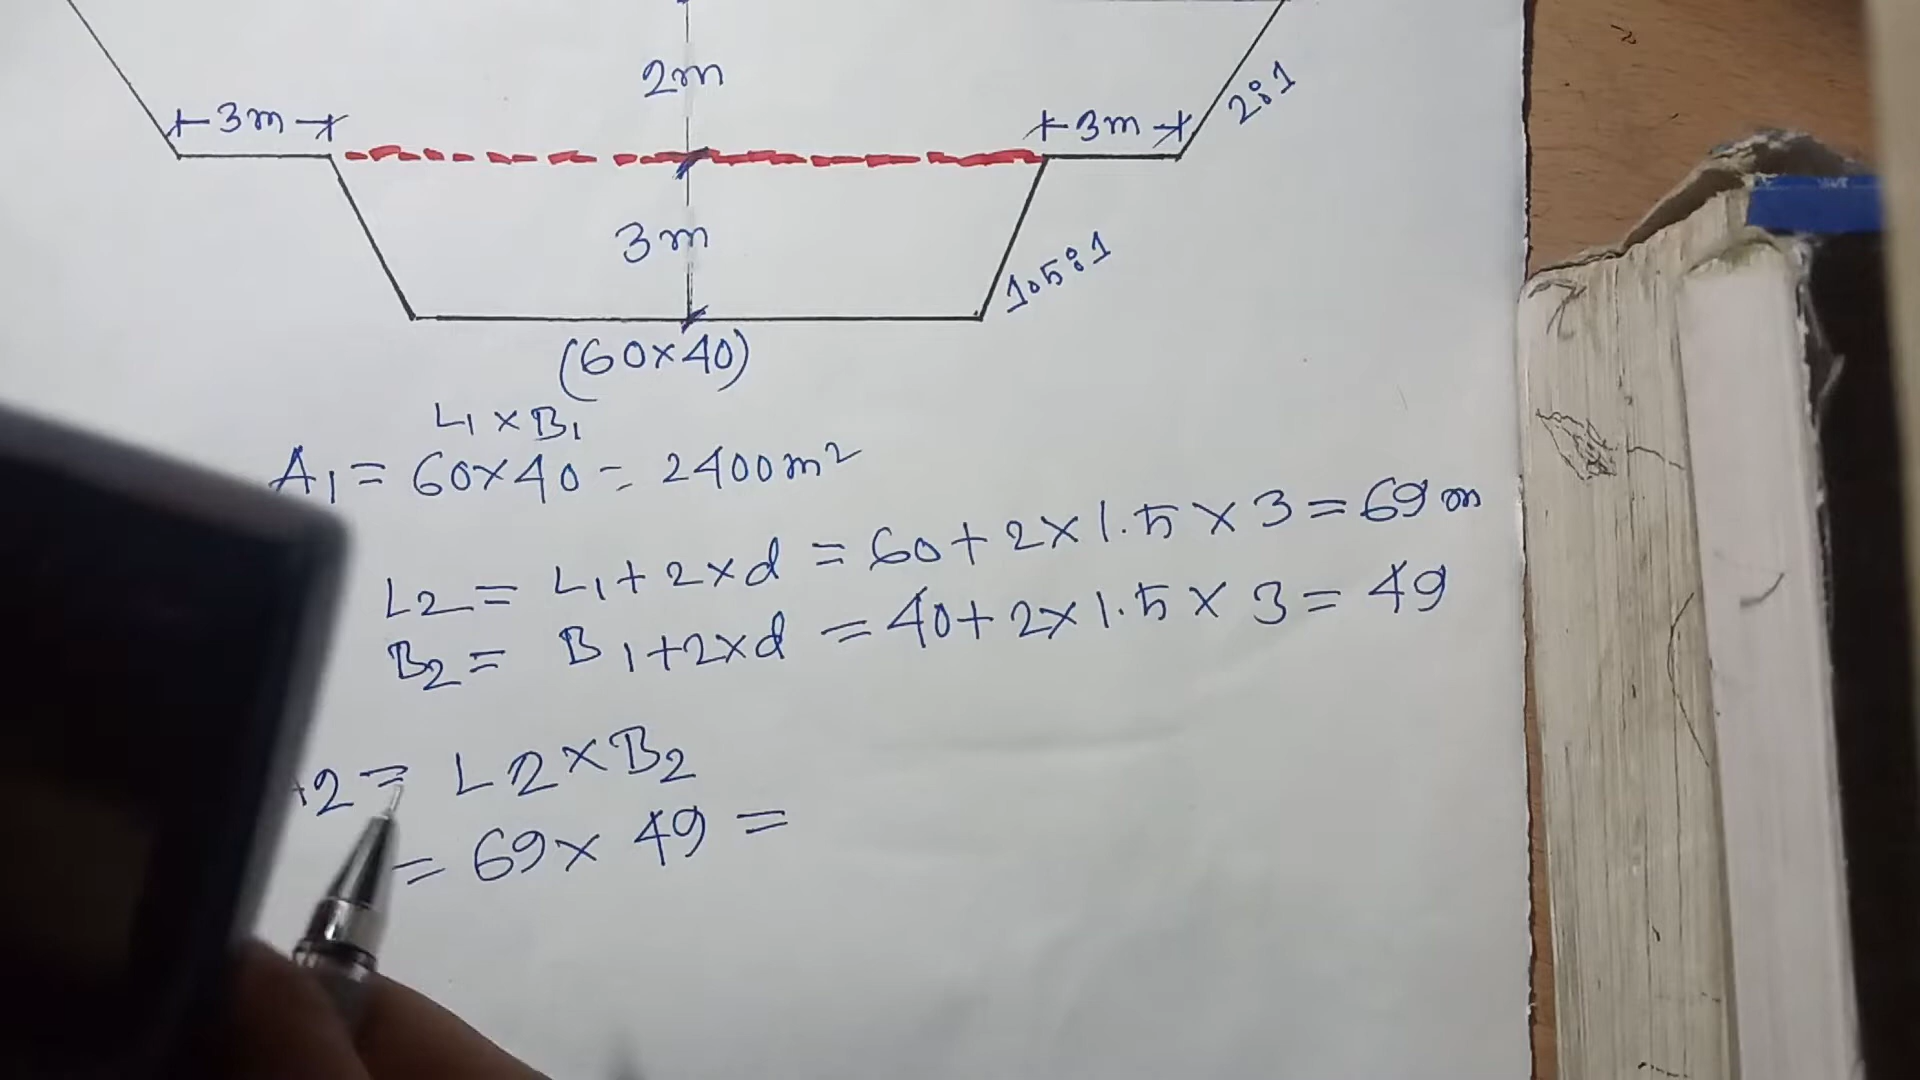 2m
3m
3m
2:1
3m
1.5:1
(60×40)
L1 × B1
A1 = 60×40 = 2400m²
L2 = L1 + 2×d = 60 + 2×1.5×3 = 69m
B2 = B1 + 2×d = 40 + 2×1.5×3 = 49
2 = L2 × B2
= 69 × 49 =